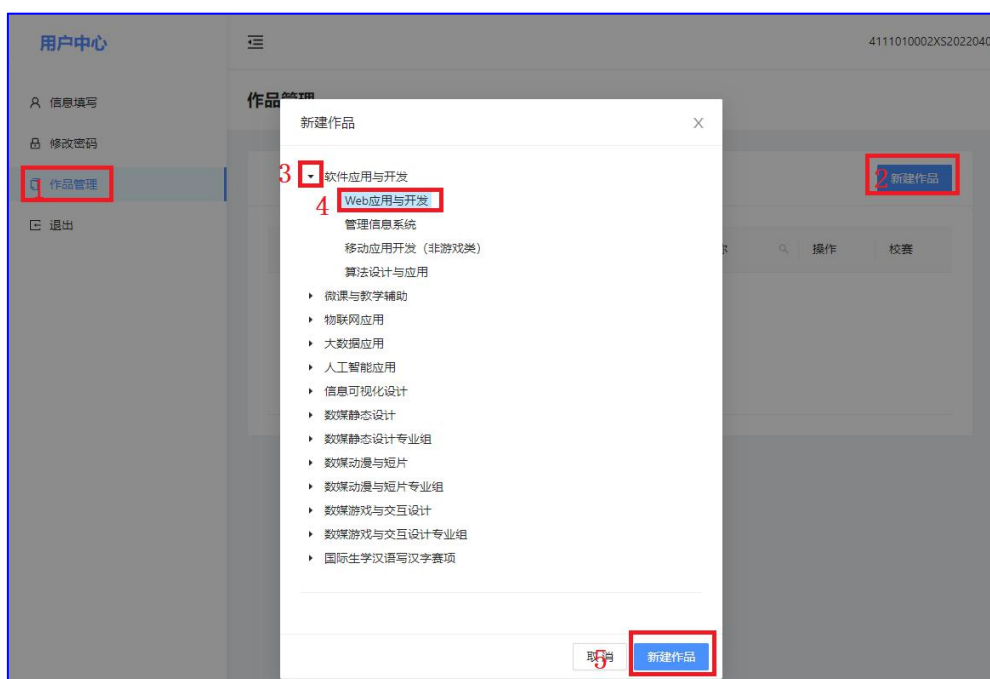 用户中心
4111010002XS2022040
信息填写
作品管理
修改密码
1 作品管理
2 新建作品
退出
操作
校赛
新建作品
X
3 软件应用与开发
4 Web应用与开发
管理信息系统
移动应用开发（非游戏类）
算法设计与应用
微课与教学辅助
物联网应用
大数据应用
人工智能应用
信息可视化设计
数媒静态设计
数媒静态设计专业组
数媒动漫与短片
数媒动漫与短片专业组
数媒游戏与交互设计
数媒游戏与交互设计专业组
国际生学汉语写汉字赛项
取消
5 新建作品